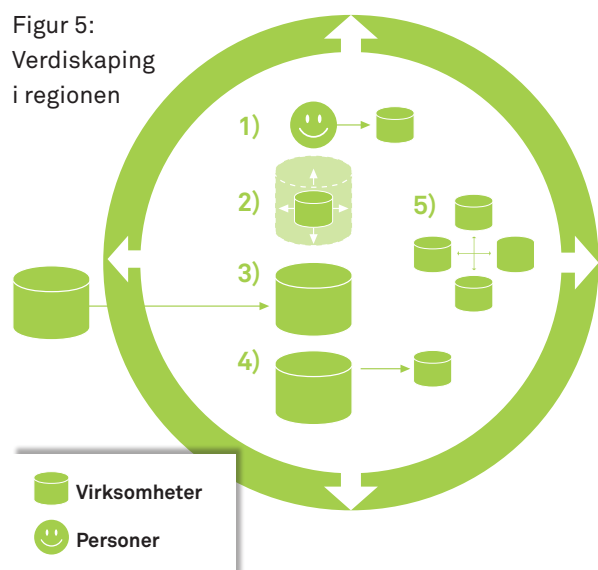 Figur 5:
Verdiskaping
i regionen
1)
2)
5)
3)
4)
Virksomheter
Personer